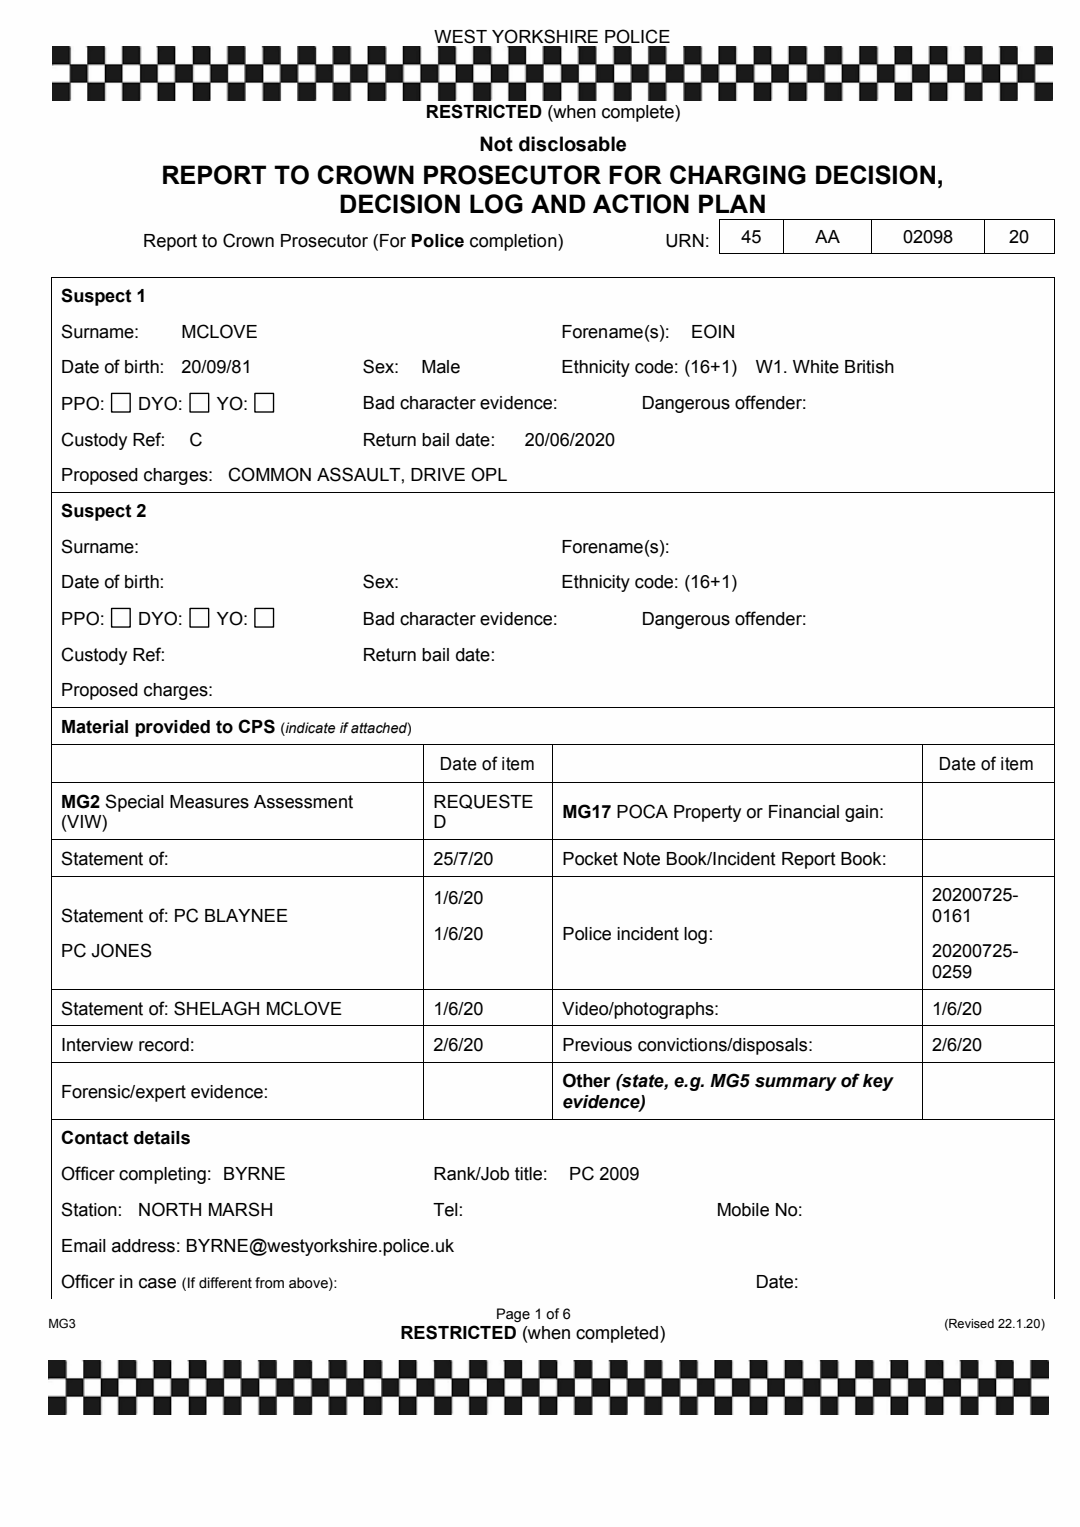 WEST YORKSHIRE POLICE
RESTRICTED (when complete)
Not disclosable
REPORT TO CROWN PROSECUTOR FOR CHARGING DECISION,
DECISION LOG AND ACTION PLAN
Report to Crown Prosecutor (For Police completion) URN: 45 AA 02098 20
Suspect 1
Surname: MCLOVE Forename(s): EOIN
Date of birth: 20/09/81 Sex: Male Ethnicity code: (16+1) W1. White British
PPO: DYO: YO: Bad character evidence: Dangerous offender:
Custody Ref: C Return bail date: 20/06/2020
Proposed charges: COMMON ASSAULT, DRIVE OPL
Suspect 2
Surname: Forename(s):
Date of birth: Sex: Ethnicity code: (16+1)
PPO: DYO: YO: Bad character evidence: Dangerous offender:
Custody Ref: Return bail date:
Proposed charges:
Material provided to CPS (indicate if attached)
Date of item Date of item
MG2 Special Measures Assessment
(VIW)
REQUESTE
D
MG17 POCA Property or Financial gain:
Statement of: 25/7/20 Pocket Note Book/Incident Report Book:
Statement of: PC BLAYNEE
PC JONES
1/6/20
1/6/20
Police incident log:
20200725-
0161
20200725-
0259
Statement of: SHELAGH MCLOVE 1/6/20 Video/photographs: 1/6/20
Interview record: 2/6/20 Previous convictions/disposals: 2/6/20
Forensic/expert evidence:
Other (state, e.g. MG5 summary of key
evidence)
Contact details
Officer completing: BYRNE Rank/Job title: PC 2009
Station: NORTH MARSH Tel: Mobile No:
Email address: BYRNE@westyorkshire.police.uk
Officer in case (If different from above): Date:
Page 1 of 6
MG3 RESTRICTED (when completed) (Revised 22.1.20)